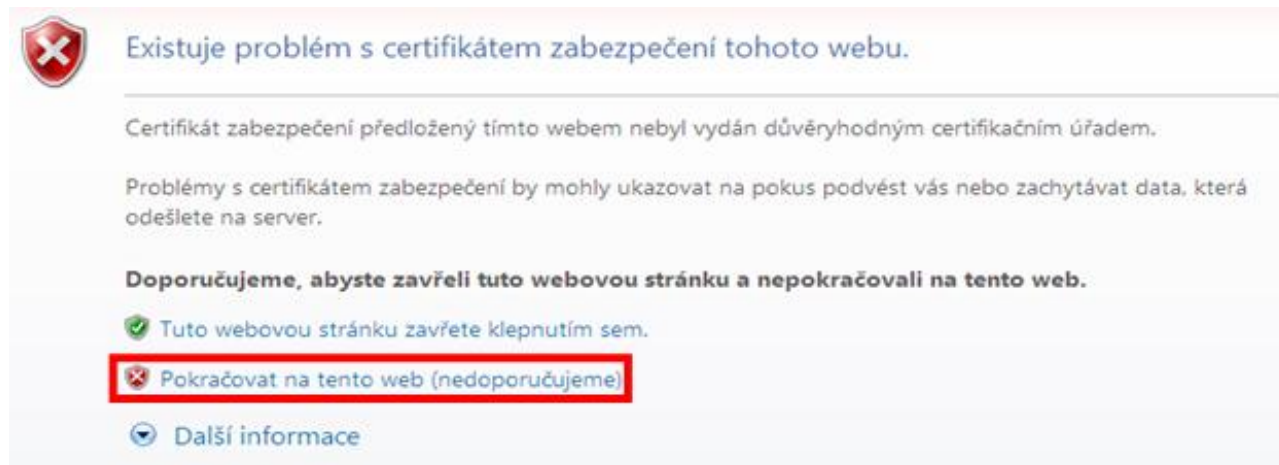 Existuje problém s certifikátem zabezpečení tohoto webu.
Certifikát zabezpečení předložený tímto webem nebyl vydán důvěryhodným certifikačním úřadem.
Problémy s certifikátem zabezpečení by mohly ukazovat na pokus podvést vás nebo zachytávat data, která
odešlete na server.
Doporučujeme, abyste zavřeli tuto webovou stránku a nepokračovali na tento web.
Tuto webovou stránku zavřete klepnutím sem.
Pokračovat na tento web (nedoporučujeme)
Další informace